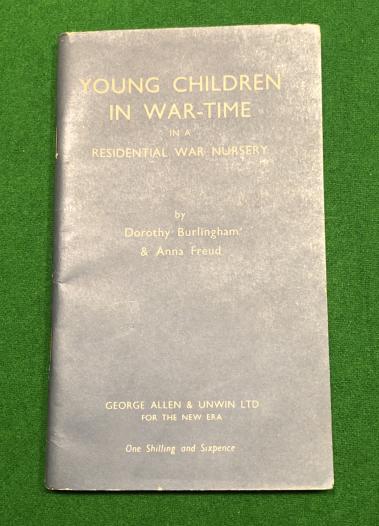 YOUNG CHILDREN
IN WAR-TIME
IN A
RESIDENTIAL WAR NURSERY
by
Dorothy Burlingham
& Anna Freud
GEORGE ALLEN & UNWIN LTD
FOR THE NEW ERA
One Shilling and Sixpence